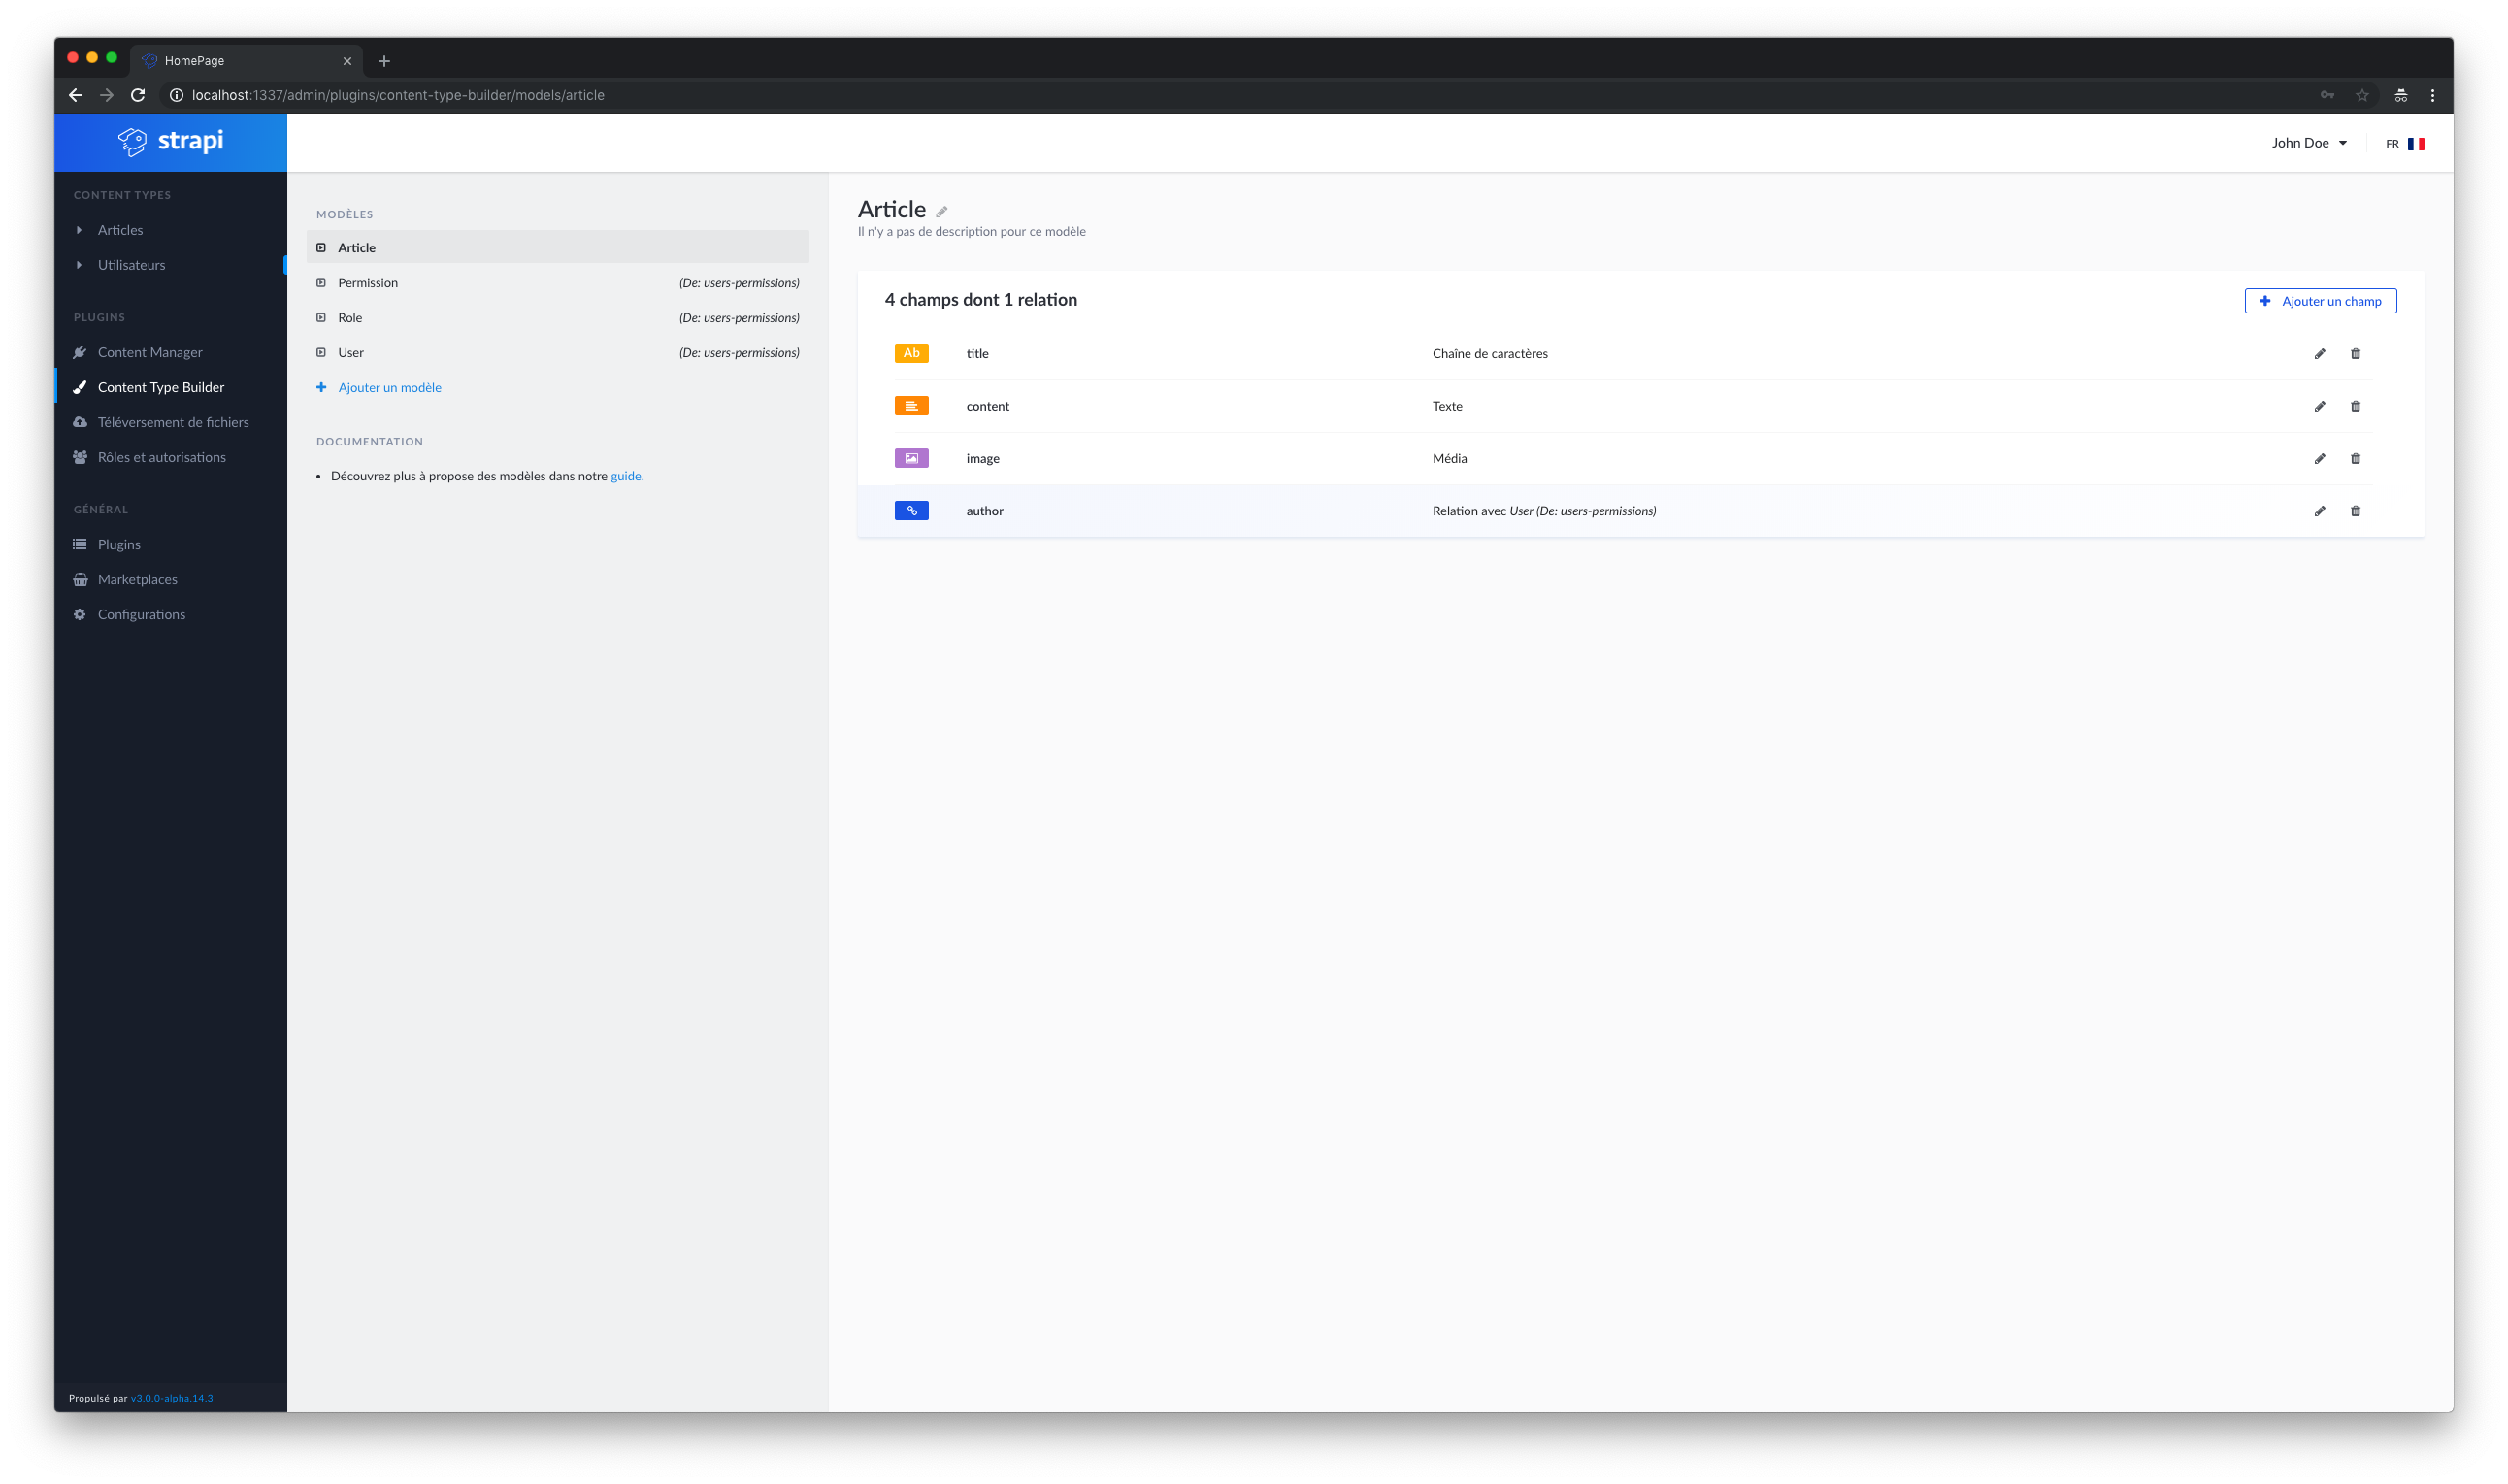 HomePage
localhost:1337/admin/plugins/content-type-builder/models/article
strapi
John Doe
FR
CONTENT TYPES
Articles
Utilisateurs
PLUGINS
Content Manager
Content Type Builder
Téléversement de fichiers
Rôles et autorisations
GÉNÉRAL
Plugins
Marketplaces
Configurations
Propulsé par v3.0.0-alpha.14.3
MODÈLES
Article
Permission (De: users-permissions)
Role (De: users-permissions)
User (De: users-permissions)
Ajouter un modèle
DOCUMENTATION
Découvrez plus à propose des modèles dans notre guide.
Article
Il n'y a pas de description pour ce modèle
4 champs dont 1 relation
Ajouter un champ
Ab title Chaîne de caractères
content Texte
image Média
author Relation avec User (De: users-permissions)